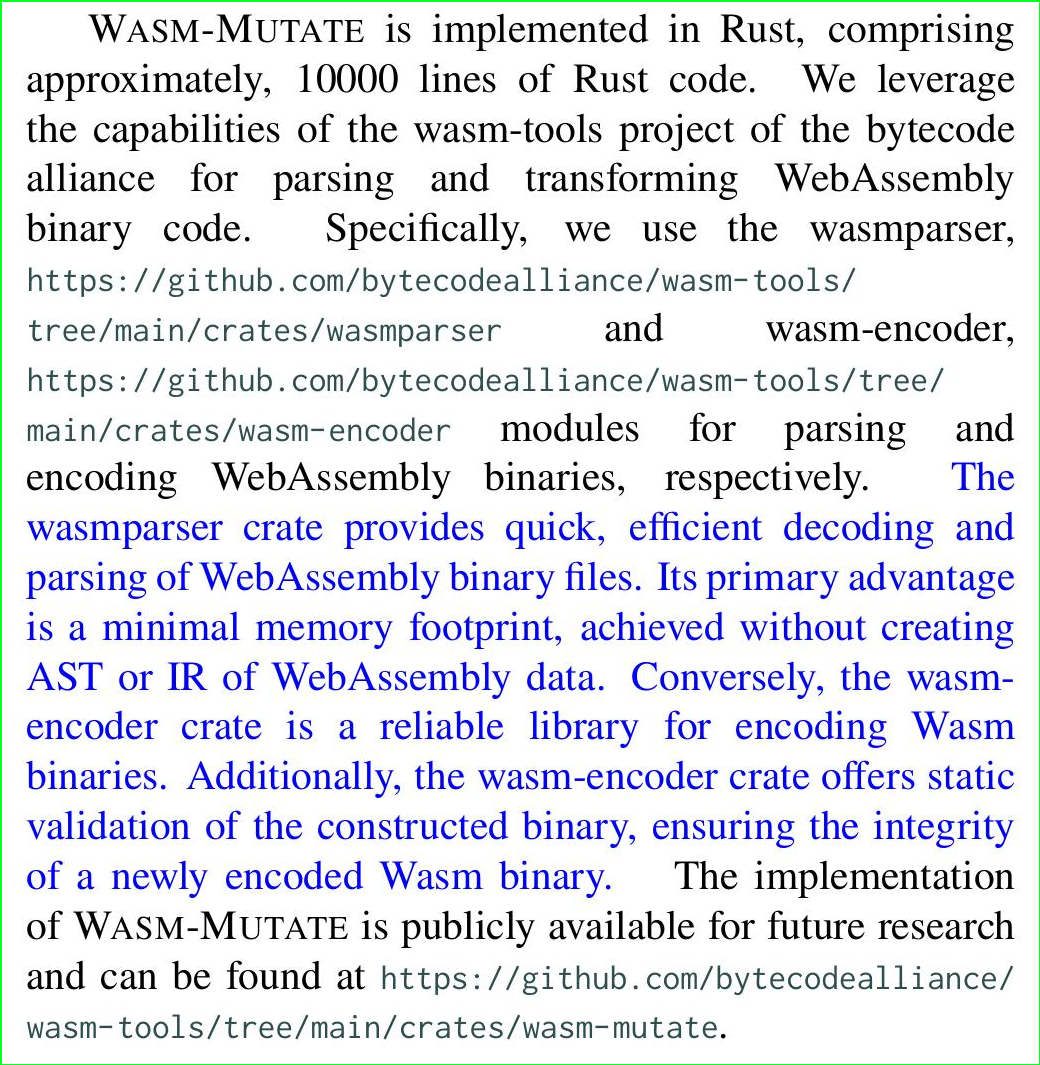 WASM-MUTATE is implemented in Rust, comprising
approximately, 10000 lines of Rust code. We leverage
the capabilities of the wasm-tools project of the bytecode
alliance for parsing and transforming WebAssembly
binary code. Specifically, we use the wasmparser,
https://github.com/bytecodealliance/wasm-tools/
tree/main/crates/wasmparser and wasm-encoder,
https://github.com/bytecodealliance/wasm-tools/tree/
main/crates/wasm-encoder modules for parsing and
encoding WebAssembly binaries, respectively. The
wasmparser crate provides quick, efficient decoding and
parsing of WebAssembly binary files. Its primary advantage
is a minimal memory footprint, achieved without creating
AST or IR of WebAssembly data. Conversely, the wasm-
encoder crate is a reliable library for encoding Wasm
binaries. Additionally, the wasm-encoder crate offers static
validation of the constructed binary, ensuring the integrity
of a newly encoded Wasm binary. The implementation
of WASM-MUTATE is publicly available for future research
and can be found at https://github.com/bytecodealliance/
wasm-tools/tree/main/crates/wasm-mutate.